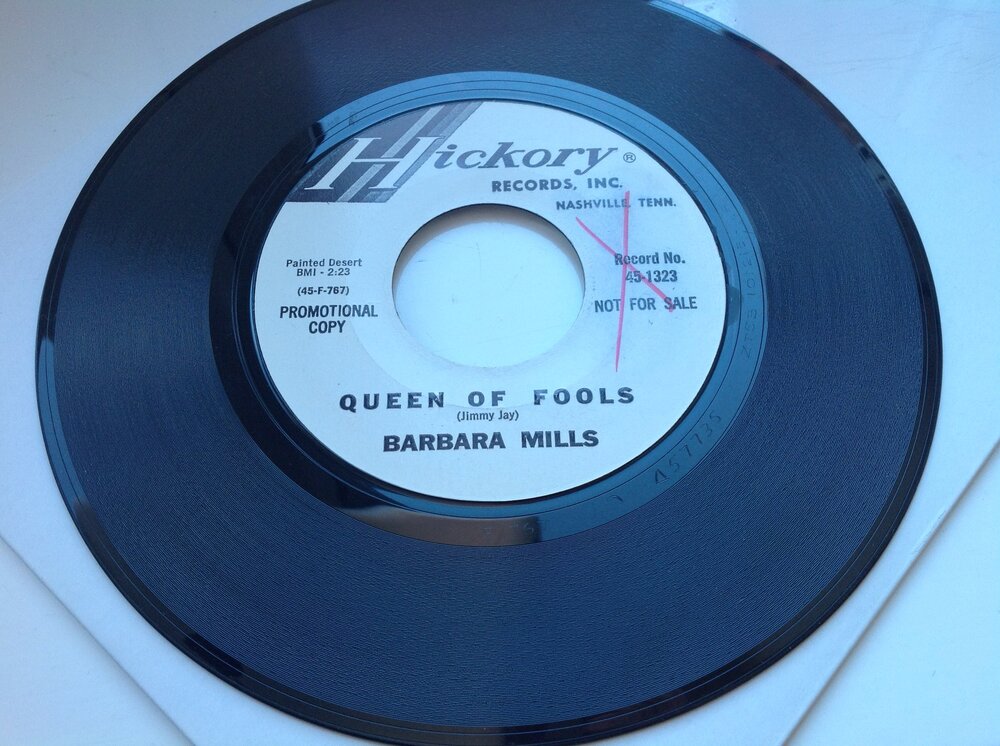 Hickory ®
RECORDS, INC.
NASHVILLE, TENN.
Painted Desert
BMI - 2:23
(45-F-767)
PROMOTIONAL
COPY
Record No.
45-1323
NOT FOR SALE
QUEEN OF FOOLS
(Jimmy Jay)
BARBARA MILLS